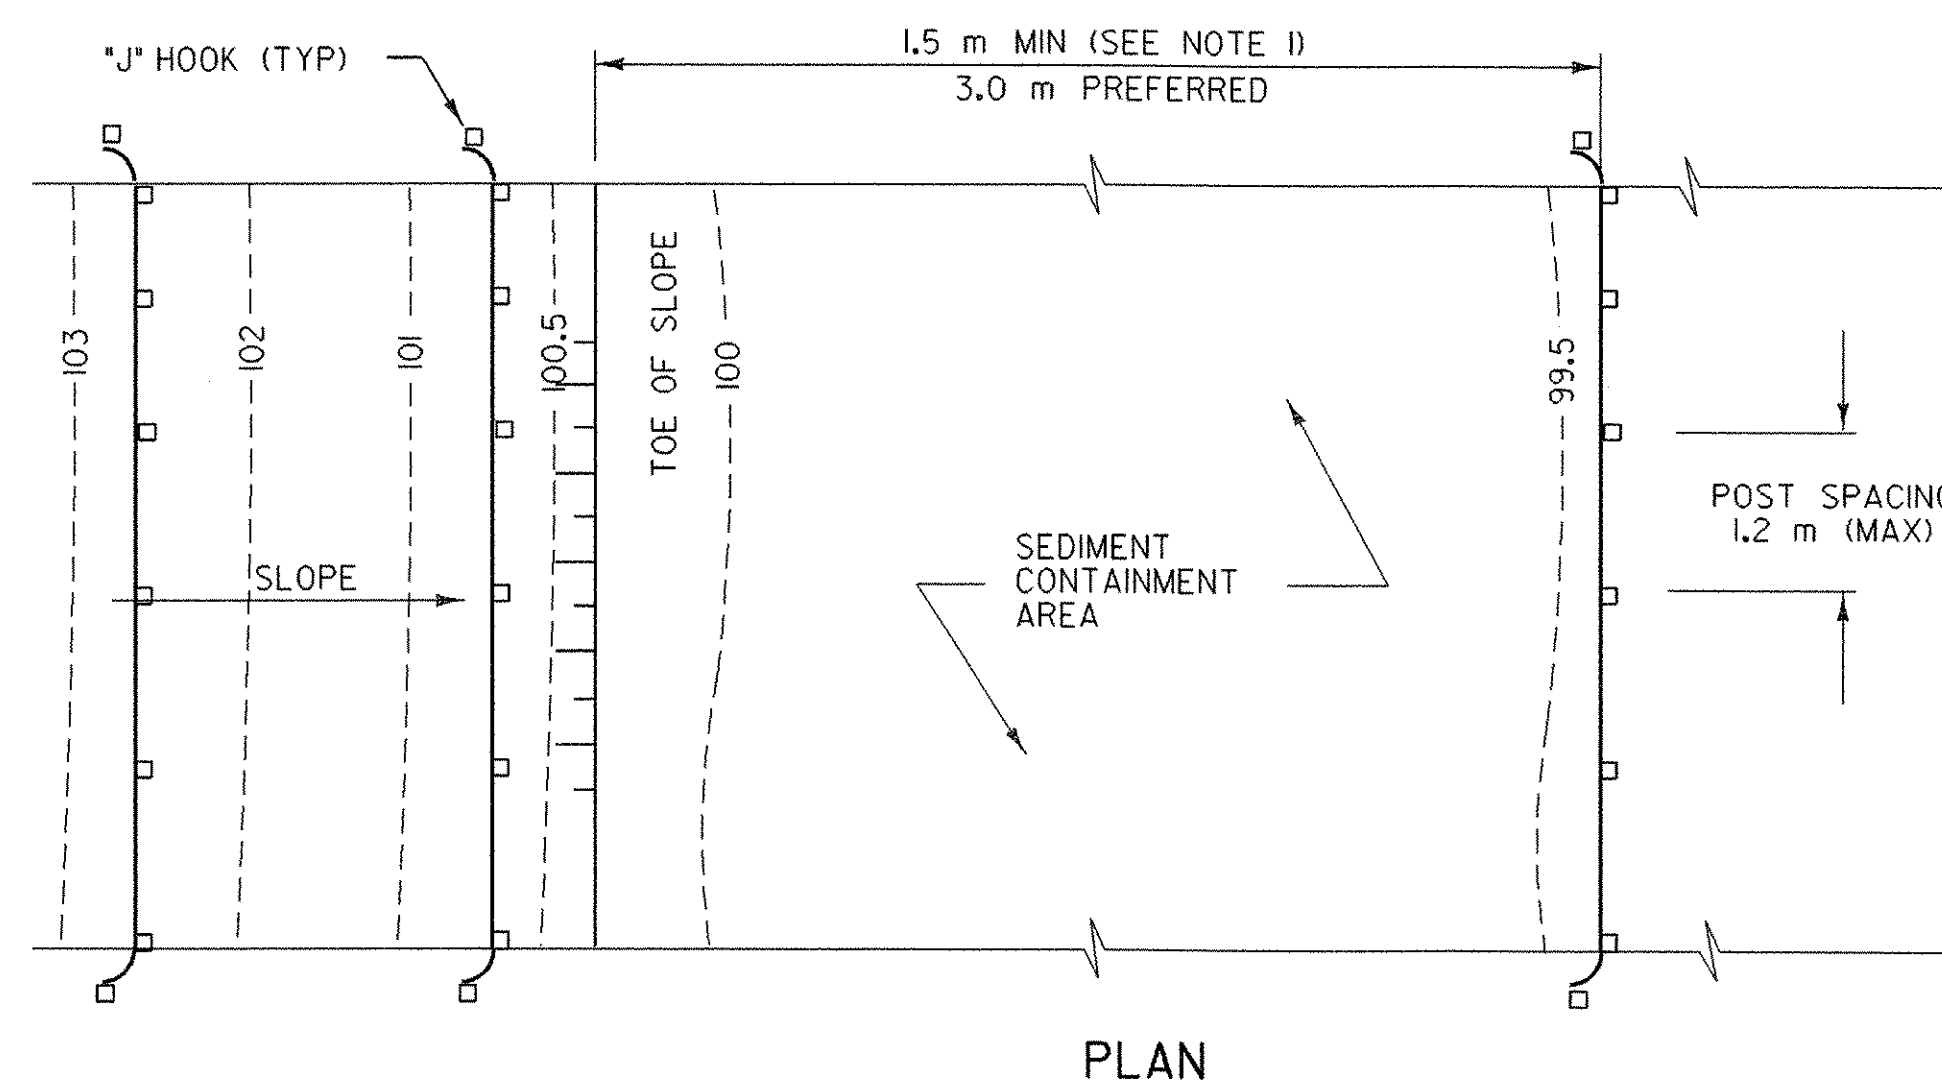 "J" HOOK (TYP)
1.5 m MIN (SEE NOTE 1)
3.0 m PREFERRED
103
102
101
100.5
TOE OF SLOPE
100
99.5
SLOPE
SEDIMENT
CONTAINMENT
AREA
POST SPACING
1.2 m (MAX)
PLAN